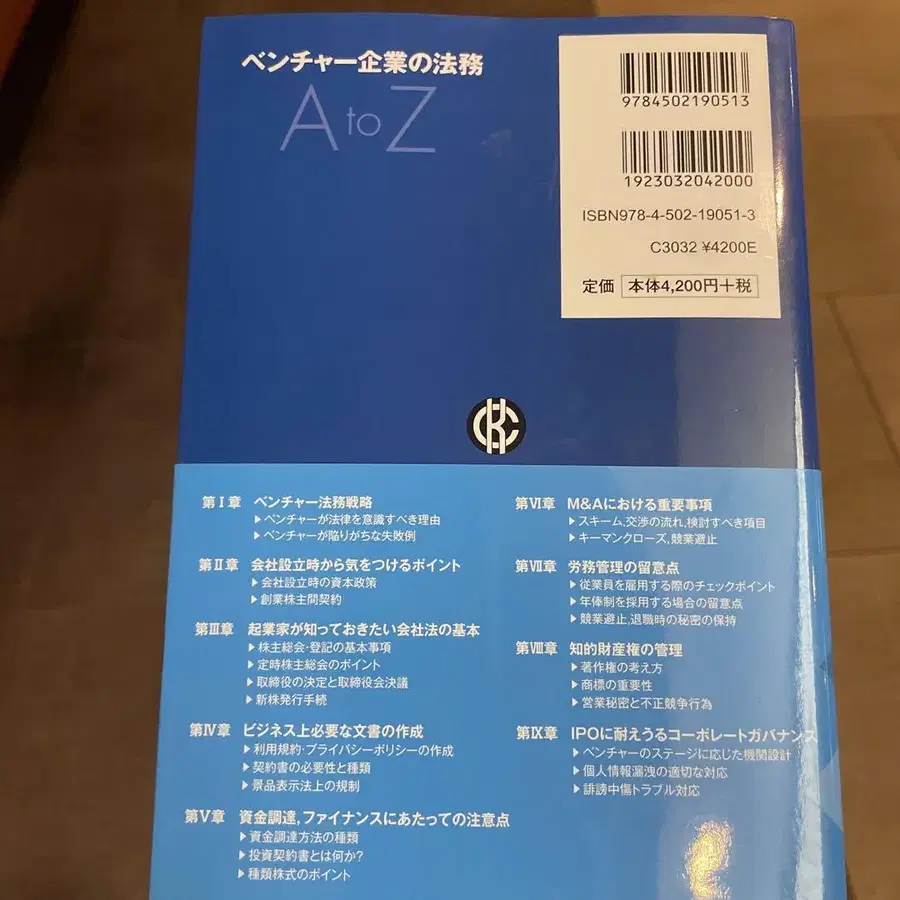 ベンチャー企業の法務
A to Z
9784502190513
1923032042000
ISBN978-4-502-19051-3
C3032 ¥4200E
定価 本体4,200円+税
KC
第Ⅰ章 ベンチャー法務戦略
▶ベンチャーが法律を意識すべき理由
▶ベンチャーが陥りがちな失敗例
第Ⅱ章 会社設立時から気をつけるポイント
▶会社設立時の資本政策
▶創業株主間契約
第Ⅲ章 起業家が知っておきたい会社法の基本
▶株主総会・登記の基本事項
▶定時株主総会のポイント
▶取締役の決定と取締役会決議
▶新株発行手続
第Ⅳ章 ビジネス上必要な文書の作成
▶利用規約・プライバシーポリシーの作成
▶契約書の必要性と種類
▶景品表示法上の規制
第Ⅴ章 資金調達,ファイナンスにあたっての注意点
▶資金調達方法の種類
▶投資契約書とは何か?
▶種類株式のポイント
第Ⅵ章 M&Aにおける重要事項
▶スキーム,交渉の流れ,検討すべき項目
▶キーマンクローズ,競業避止
第Ⅶ章 労務管理の留意点
▶従業員を雇用する際のチェックポイント
▶年俸制を採用する場合の留意点
▶競業避止,退職時の秘密の保持
第Ⅷ章 知的財産権の管理
▶著作権の考え方
▶商標の重要性
▶営業秘密と不正競争行為
第Ⅸ章 IPOに耐えうるコーポレートガバナンス
▶ベンチャーのステージに応じた機関設計
▶個人情報漏洩の適切な対応
▶誹謗中傷トラブル対応